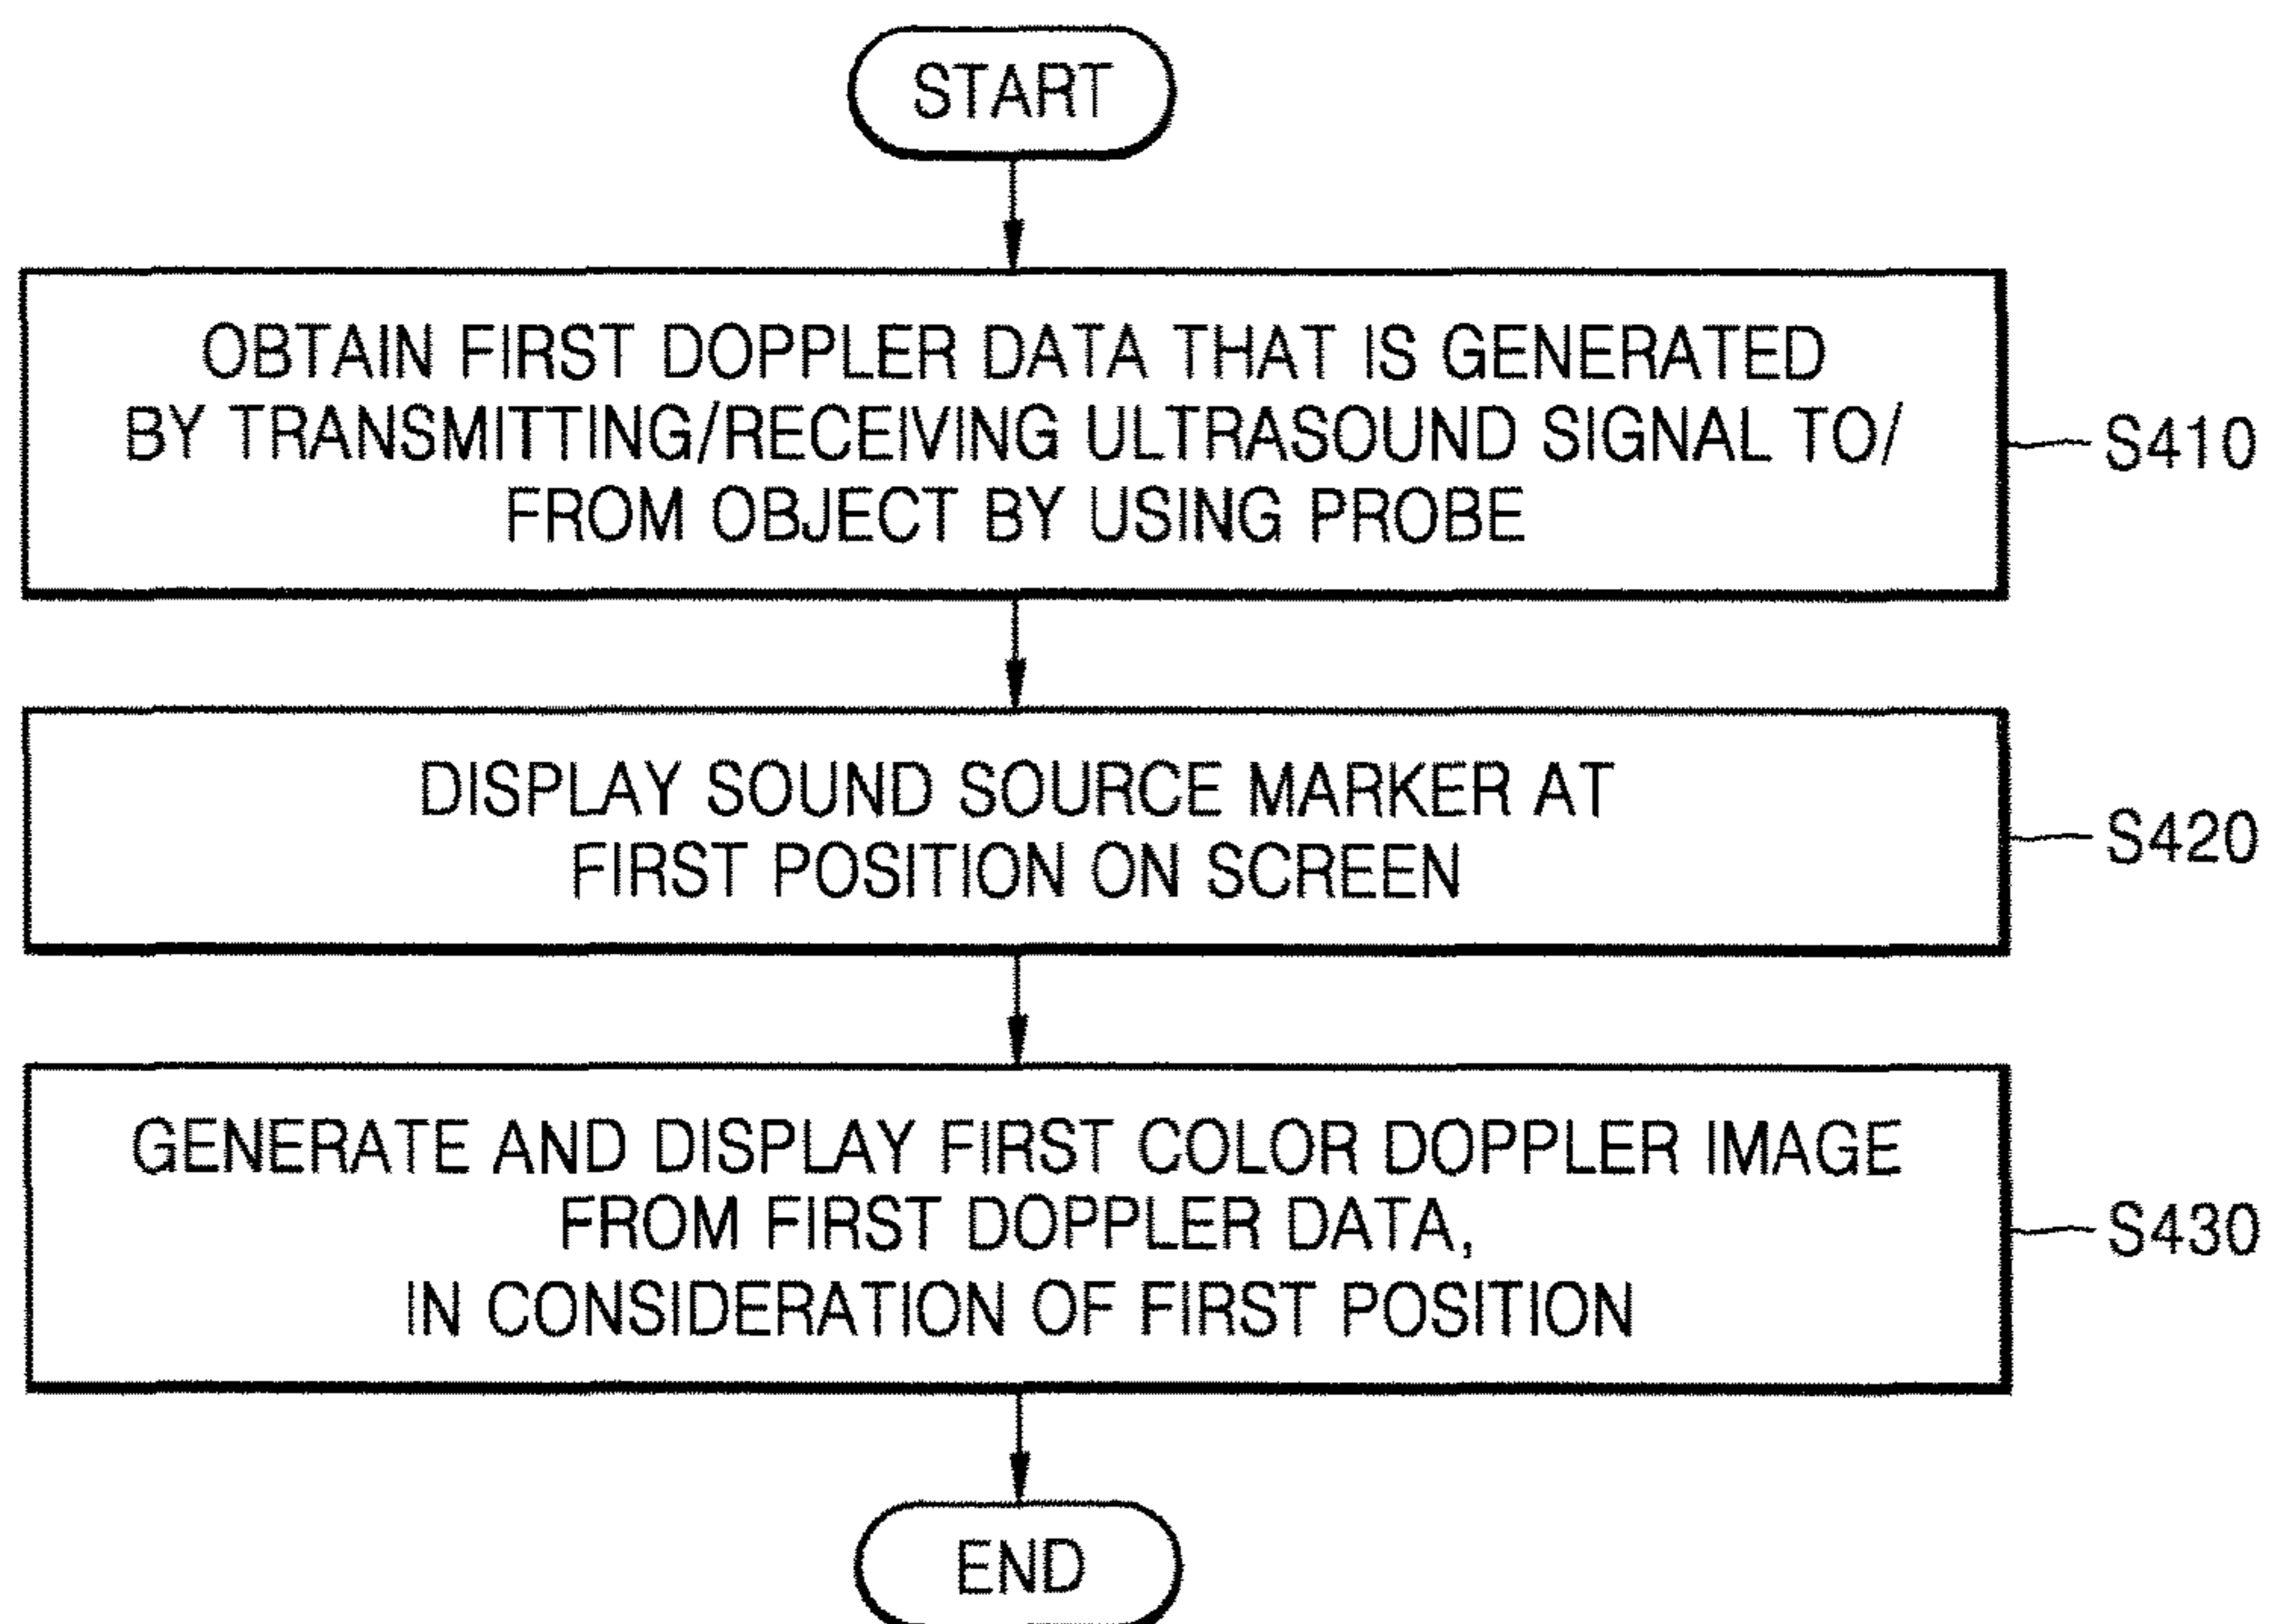 START
OBTAIN FIRST DOPPLER DATA THAT IS GENERATED
BY TRANSMITTING/RECEIVING ULTRASOUND SIGNAL TO/
FROM OBJECT BY USING PROBE
S410
DISPLAY SOUND SOURCE MARKER AT
FIRST POSITION ON SCREEN
S420
GENERATE AND DISPLAY FIRST COLOR DOPPLER IMAGE
FROM FIRST DOPPLER DATA,
IN CONSIDERATION OF FIRST POSITION
S430
END